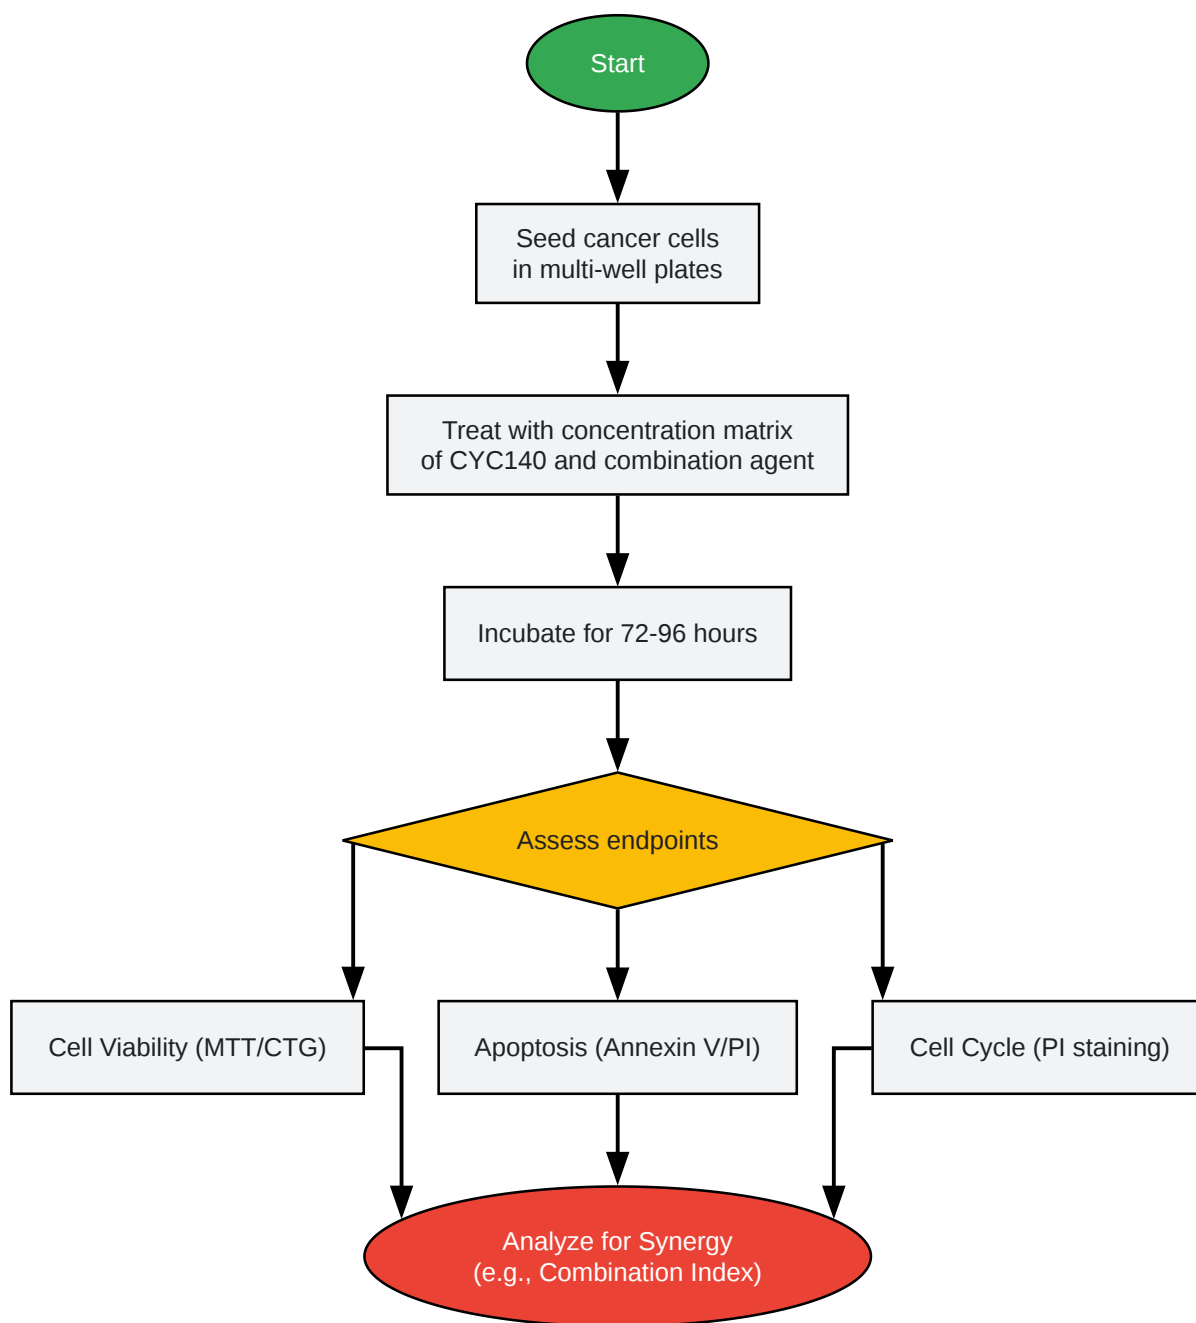 Start
Seed cancer cells
in multi-well plates
Treat with concentration matrix
of CYC140 and combination agent
Incubate for 72-96 hours
Assess endpoints
Cell Viability (MTT/CTG)
Apoptosis (Annexin V/PI)
Cell Cycle (PI staining)
Analyze for Synergy
(e.g., Combination Index)